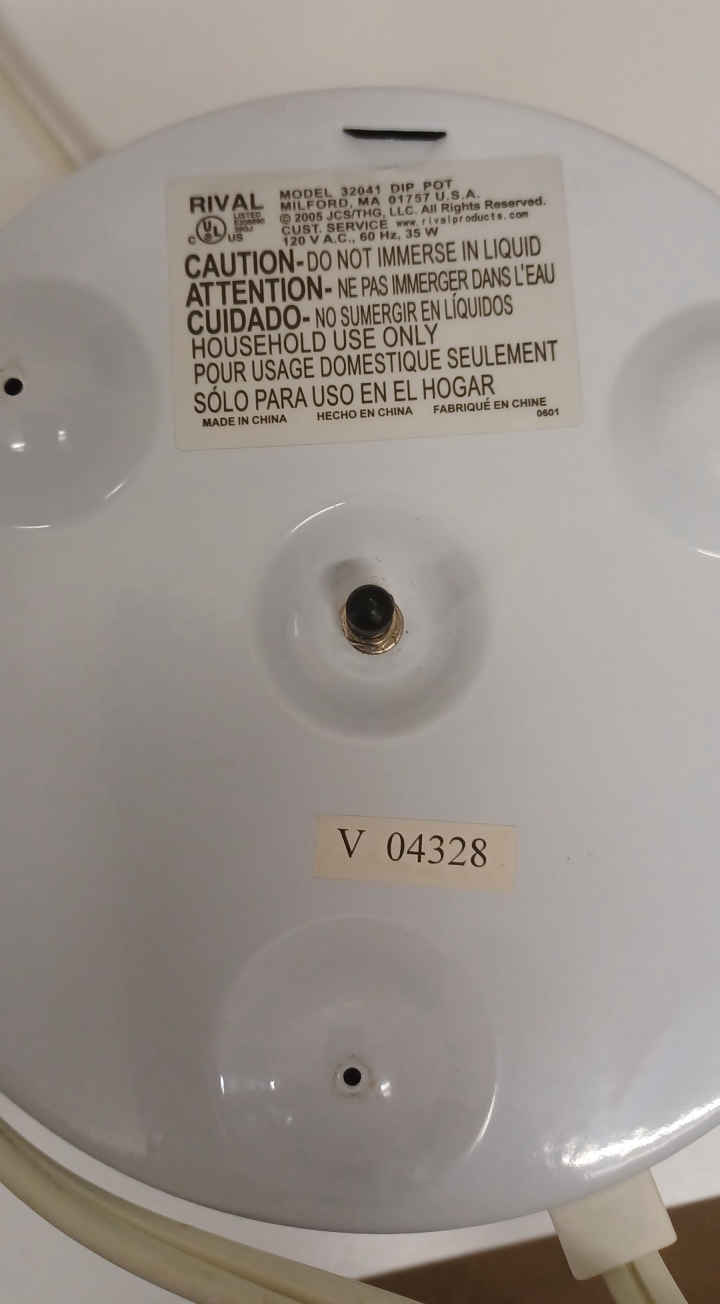 RIVAL
MODEL 32041 DIP POT
MILFORD, MA 01757 U.S.A.
© 2005 JCS/THG, LLC. All Rights Reserved.
CUST. SERVICE www.rivalproducts.com
120 V A.C., 60 Hz, 35 W
LISTED
C UL US
CAUTION- DO NOT IMMERSE IN LIQUID
ATTENTION- NE PAS IMMERGER DANS L'EAU
CUIDADO- NO SUMERGIR EN LÍQUIDOS
HOUSEHOLD USE ONLY
POUR USAGE DOMESTIQUE SEULEMENT
SÓLO PARA USO EN EL HOGAR
MADE IN CHINA HECHO EN CHINA FABRIQUÉ EN CHINE
0601
V 04328